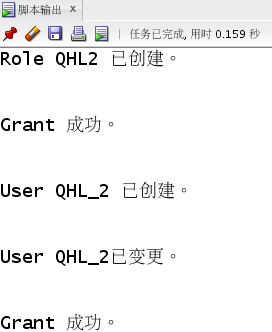 脚本输出 x
任务已完成, 用时 0.159 秒
Role QHL2 已创建。
Grant 成功。
User QHL_2 已创建。
User QHL_2已变更。
Grant 成功。